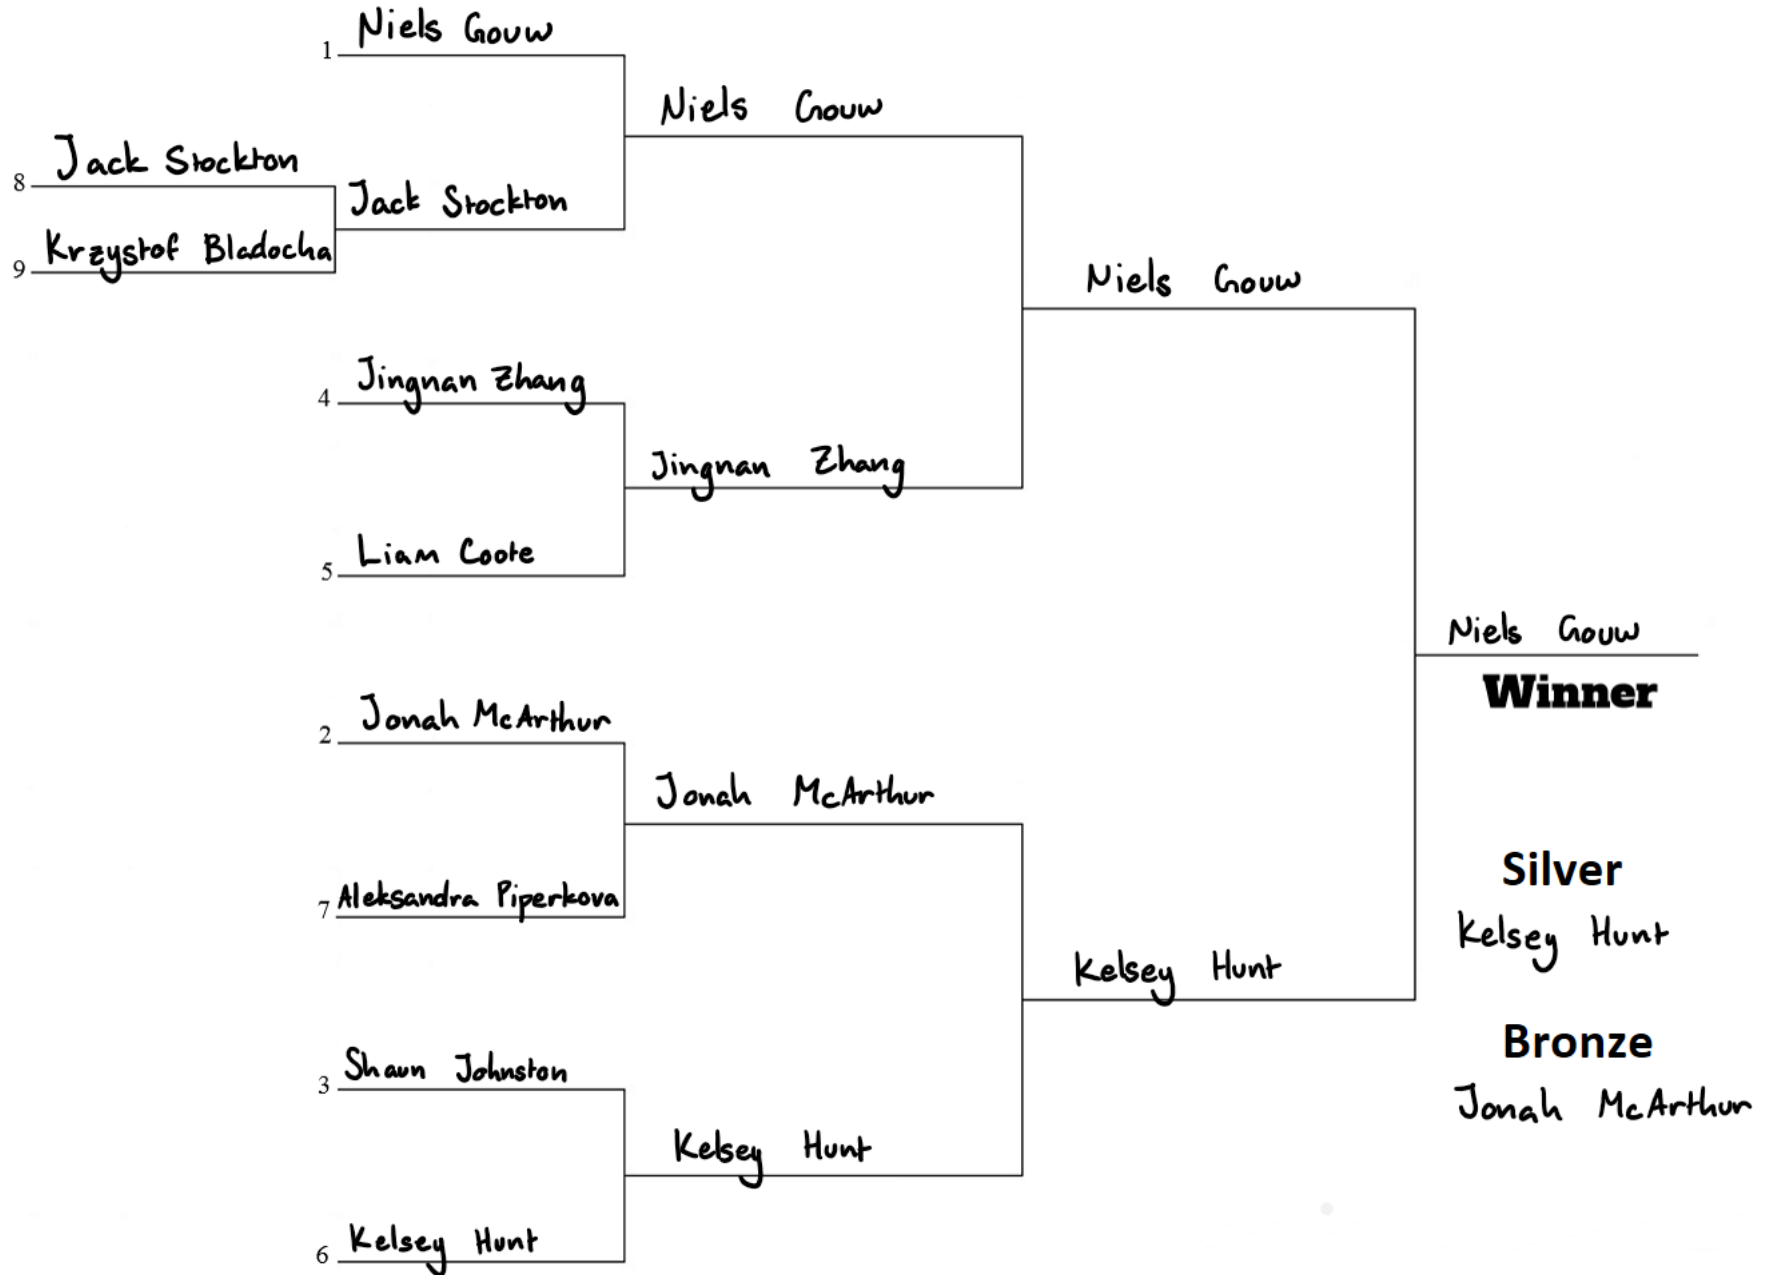 1 Niels Gouw
Niels Gouw
8 Jack Stockton
Jack Stockton
9 Krzystof Bladocha
Niels Gouw
4 Jingnan Zhang
Jingnan Zhang
5 Liam Coote
Niels Gouw
Winner
2 Jonah McArthur
Jonah McArthur
7 Aleksandra Piperkova
Kelsey Hunt
3 Shaun Johnston
Kelsey Hunt
6 Kelsey Hunt
Silver
Kelsey Hunt
Bronze
Jonah McArthur